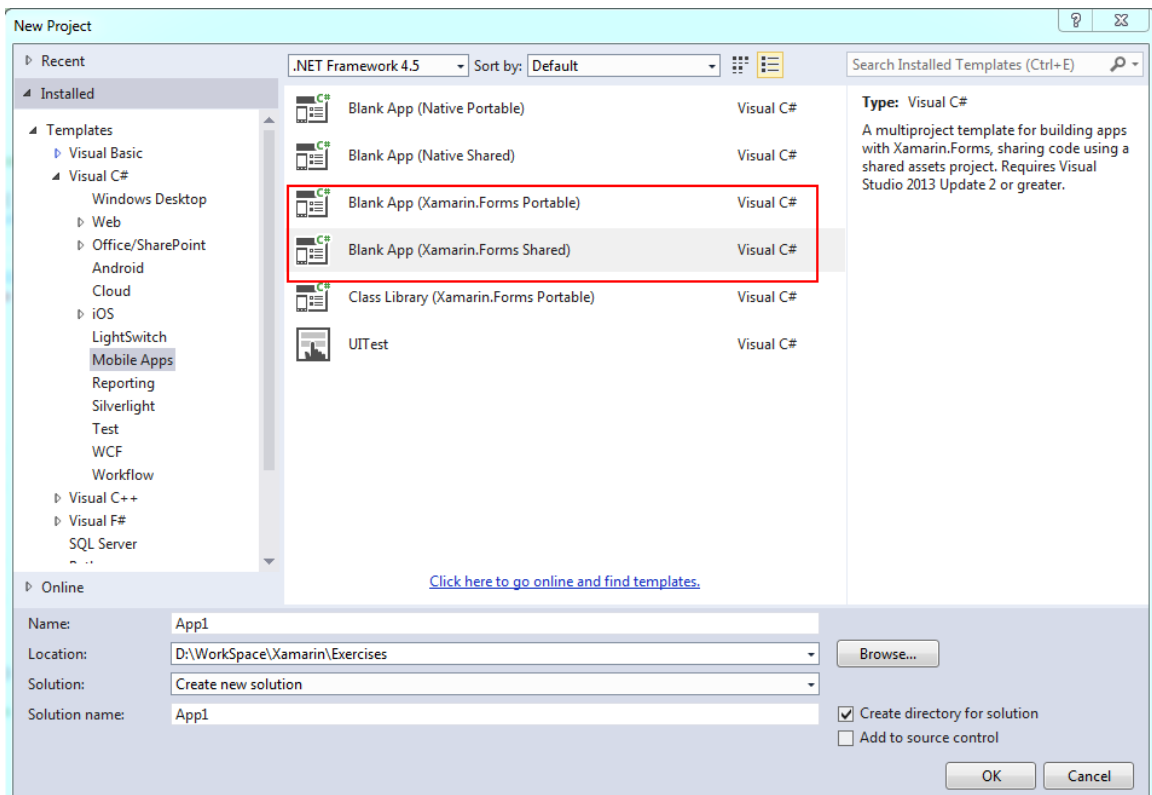 New Project
Recent
Installed
Templates
Visual Basic
Visual C#
Windows Desktop
Web
Office/SharePoint
Android
Cloud
iOS
LightSwitch
Mobile Apps
Reporting
Silverlight
Test
WCF
Workflow
Visual C++
Visual F#
SQL Server
Online
.NET Framework 4.5 Sort by: Default
Blank App (Native Portable) Visual C#
Blank App (Native Shared) Visual C#
Blank App (Xamarin.Forms Portable) Visual C#
Blank App (Xamarin.Forms Shared) Visual C#
Class Library (Xamarin.Forms Portable) Visual C#
UITest Visual C#
Click here to go online and find templates.
Search Installed Templates (Ctrl+E)
Type: Visual C#
A multiproject template for building apps
with Xamarin.Forms, sharing code using a
shared assets project. Requires Visual
Studio 2013 Update 2 or greater.
Name: App1
Location: D:\WorkSpace\Xamarin\Exercises
Browse...
Solution: Create new solution
Solution name: App1
Create directory for solution
Add to source control
OK Cancel